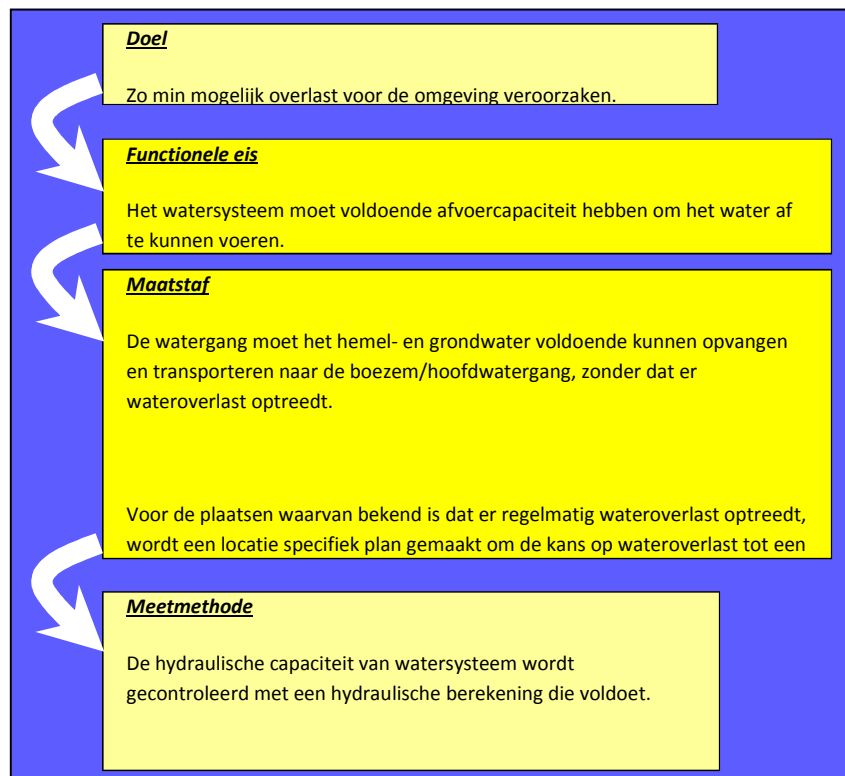 Doel
Zo min mogelijk overlast voor de omgeving veroorzaken.
Functionele eis
Het watersysteem moet voldoende afvoercapaciteit hebben om het water af
te kunnen voeren.
Maatstaf
De watergang moet het hemel- en grondwater voldoende kunnen opvangen
en transporteren naar de boezem/hoofdwatergang, zonder dat er
wateroverlast optreedt.
Voor de plaatsen waarvan bekend is dat er regelmatig wateroverlast optreedt,
wordt een locatie specifiek plan gemaakt om de kans op wateroverlast tot een
Meetmethode
De hydraulische capaciteit van watersysteem wordt
gecontroleerd met een hydraulische berekening die voldoet.